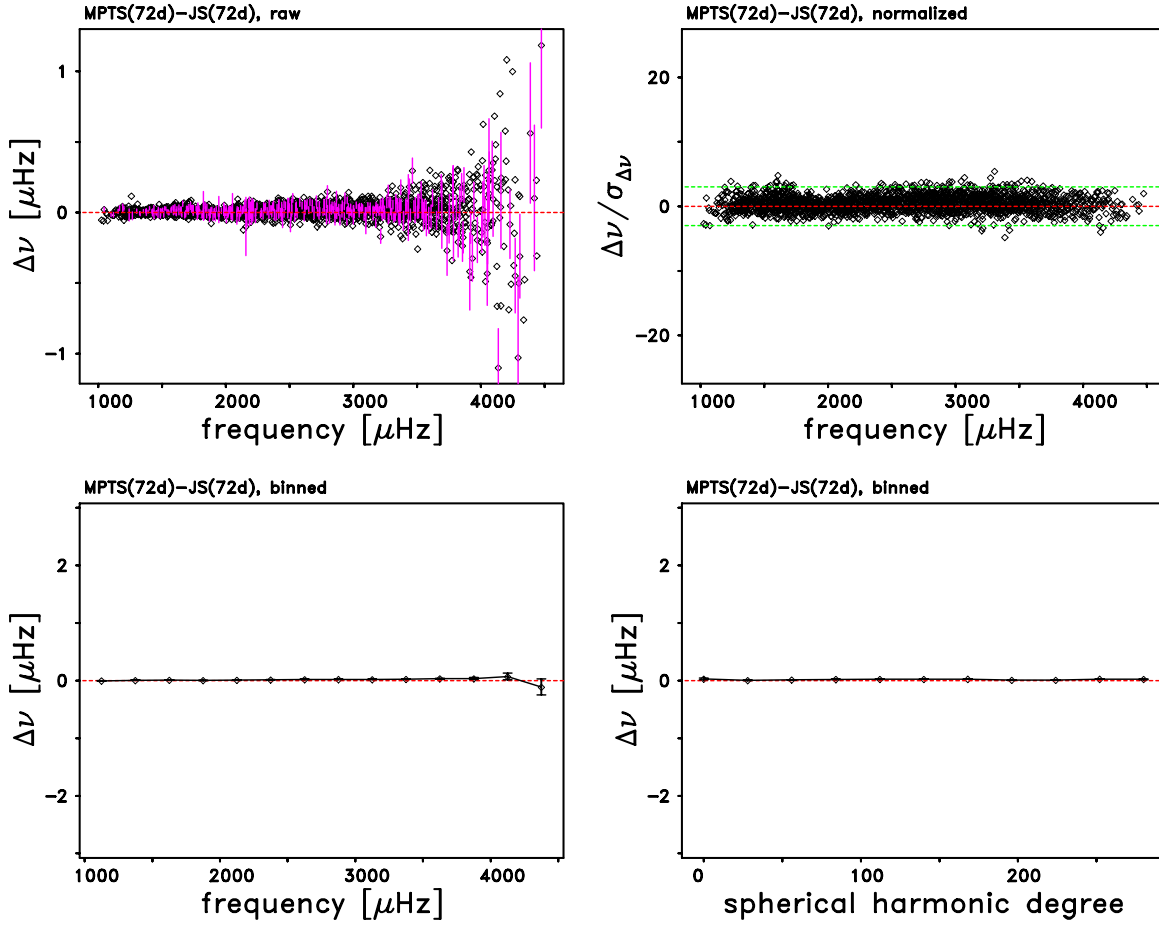 MPTS(72d)−JS(72d), raw
1
0
−1
Δν [μHz]
1000 2000 3000 4000
frequency [μHz]
MPTS(72d)−JS(72d), normalized
20
0
−20
Δν/σΔν
1000 2000 3000 4000
frequency [μHz]
MPTS(72d)−JS(72d), binned
2
0
−2
Δν [μHz]
1000 2000 3000 4000
frequency [μHz]
MPTS(72d)−JS(72d), binned
2
0
−2
Δν [μHz]
0 100 200
spherical harmonic degree